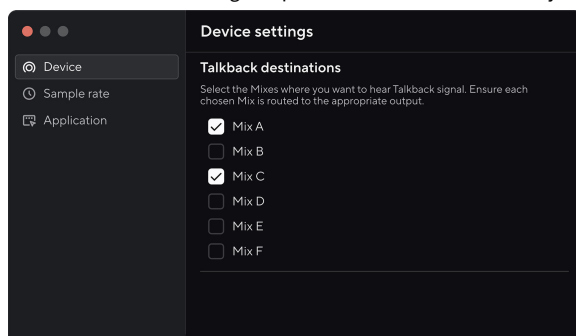 Device settings
Device
Sample rate
Application
Talkback destinations
Select the Mixes where you want to hear Talkback signal. Ensure each
chosen Mix is routed to the appropriate output.
Mix A
Mix B
Mix C
Mix D
Mix E
Mix F